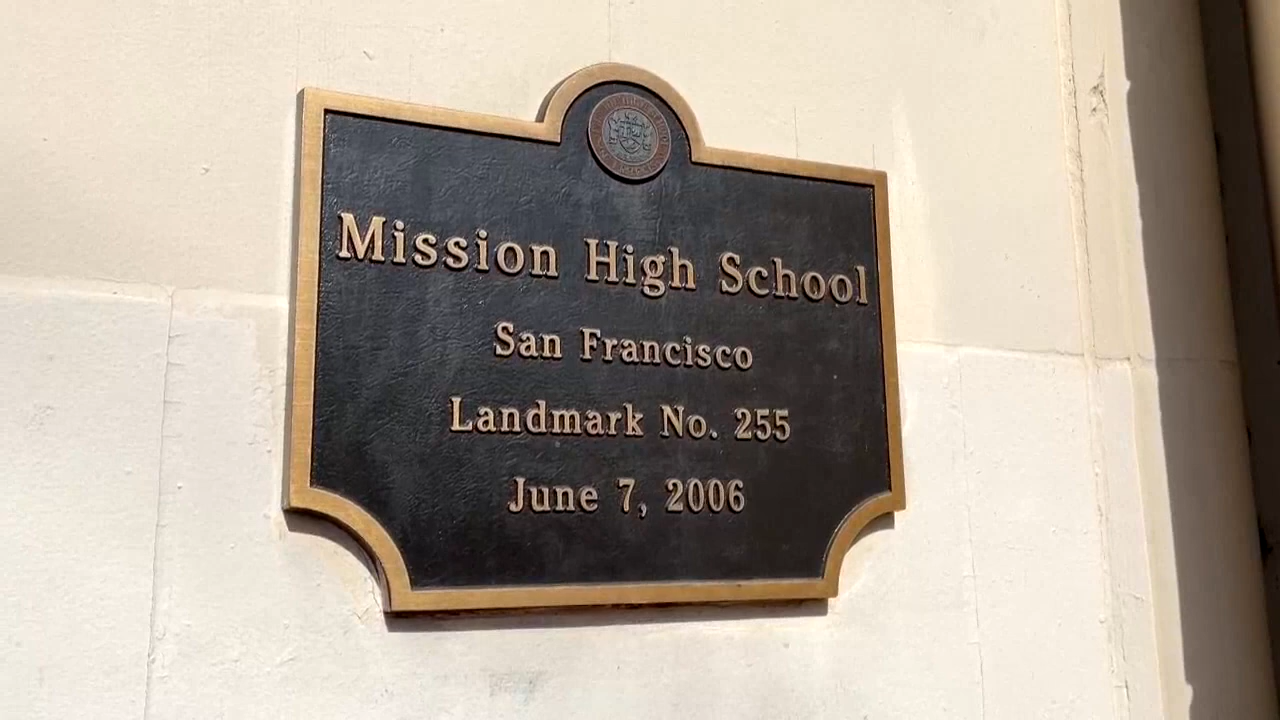 Mission High School
San Francisco
Landmark No. 255
June 7, 2006